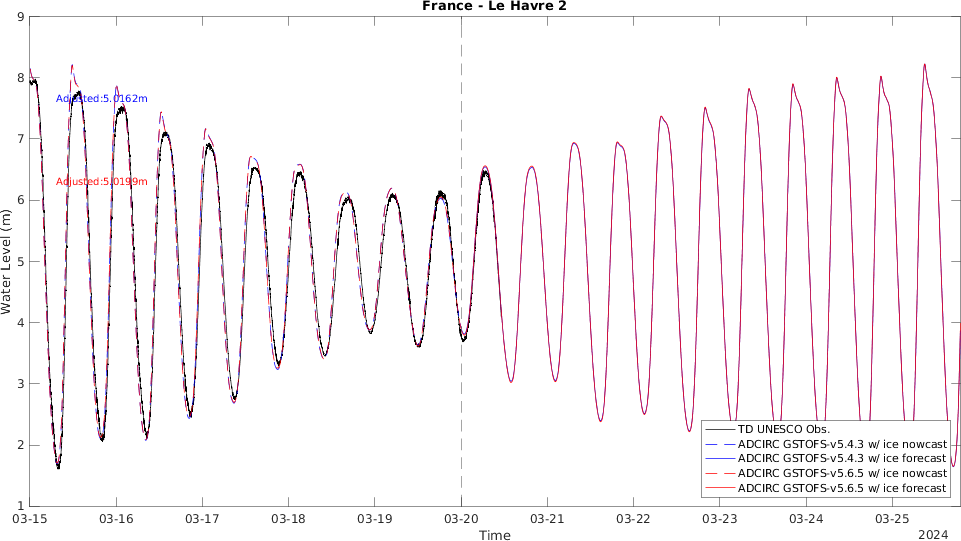 France - Le Havre 2
9
8
7
6
5
4
3
2
1
Water Level (m)
Adjusted:5.0162m
Adjusted:5.0199m
TD UNESCO Obs.
ADCIRC GSTOFS-v5.4.3 w/ ice nowcast
ADCIRC GSTOFS-v5.4.3 w/ ice forecast
ADCIRC GSTOFS-v5.6.5 w/ ice nowcast
ADCIRC GSTOFS-v5.6.5 w/ ice forecast
03-15 03-16 03-17 03-18 03-19 03-20 03-21 03-22 03-23 03-24 03-25
Time
2024